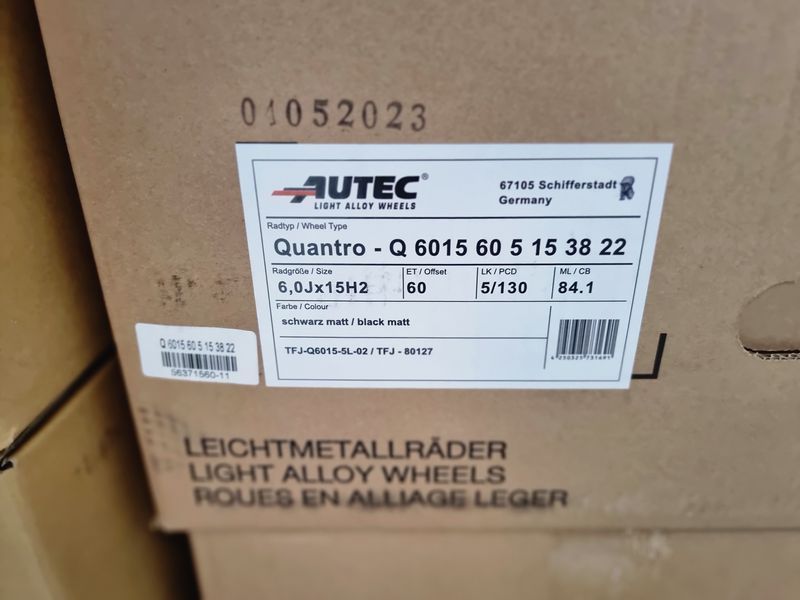 01052023
AUTEC®
LIGHT ALLOY WHEELS
67105 Schifferstadt
Germany
Radtyp / Wheel Type
Quantro - Q 6015 60 5 15 38 22
Radgröße / Size ET / Offset LK / PCD ML / CB
6,0Jx15H2 60 5/130 84.1
Farbe / Colour
schwarz matt / black matt
TFJ-Q6015-5L-02 / TFJ - 80127
4 250325 731491
Q 6015 60 5 15 38 22
56371560-11
LEICHTMETALLRÄDER
LIGHT ALLOY WHEELS
ROUES EN ALLIAGE LEGER